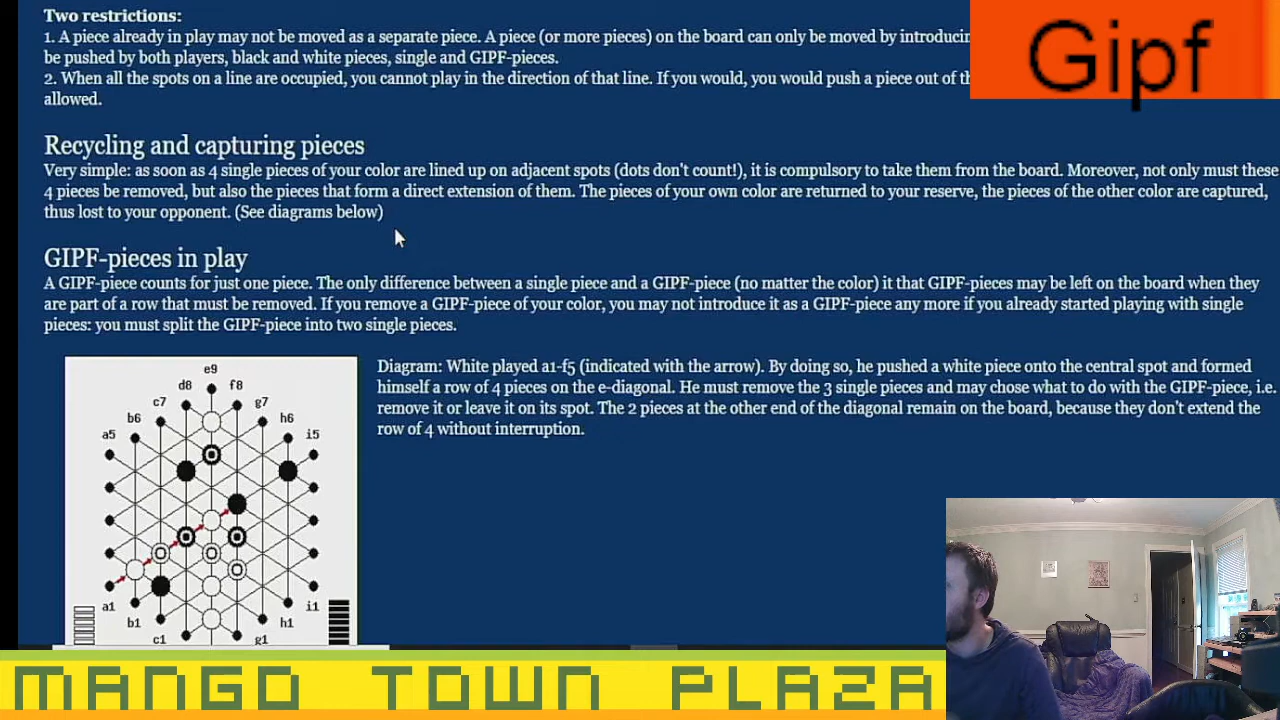 Two restrictions:
1. A piece already in play may not be moved as a separate piece. A piece (or more pieces) on the board can only be moved by
be pushed by both players, black and white pieces, single and GIPF-pieces.
2. When all the spots on a line are occupied, you cannot play in the direction of that line. If you would, you would push a piece out of
allowed.
Gipf
Recycling and capturing pieces
Very simple: as soon as 4 single pieces of your color are lined up on adjacent spots (dots don't count!), it is compulsory to take them from the board. Moreover, not only must these
4 pieces be removed, but also the pieces that form a direct extension of them. The pieces of your own color are returned to your reserve, the pieces of the other color are captured,
thus lost to your opponent. (See diagrams below)
GIPF-pieces in play
A GIPF-piece counts for just one piece. The only difference between a single piece and a GIPF-piece (no matter the color) it that GIPF-pieces may be left on the board when they
are part of a row that must be removed. If you remove a GIPF-piece of your color, you may not introduce it as a GIPF-piece any more if you already started playing with single
pieces: you must split the GIPF-piece into two single pieces.
Diagram: White played a1-f5 (indicated with the arrow). By doing so, he pushed a white piece onto the central spot and formed
himself a row of 4 pieces on the e-diagonal. He must remove the 3 single pieces and may chose what to do with the GIPF-piece, i.e.
remove it or leave it on its spot. The 2 pieces at the other end of the diagonal remain on the board, because they don't extend the
row of 4 without interruption.
e9
d8 f8
c7 g7
b6 h6
a5 i5
a1 i1
b1 h1
c1 g1
MANGO TOWN PLAZA